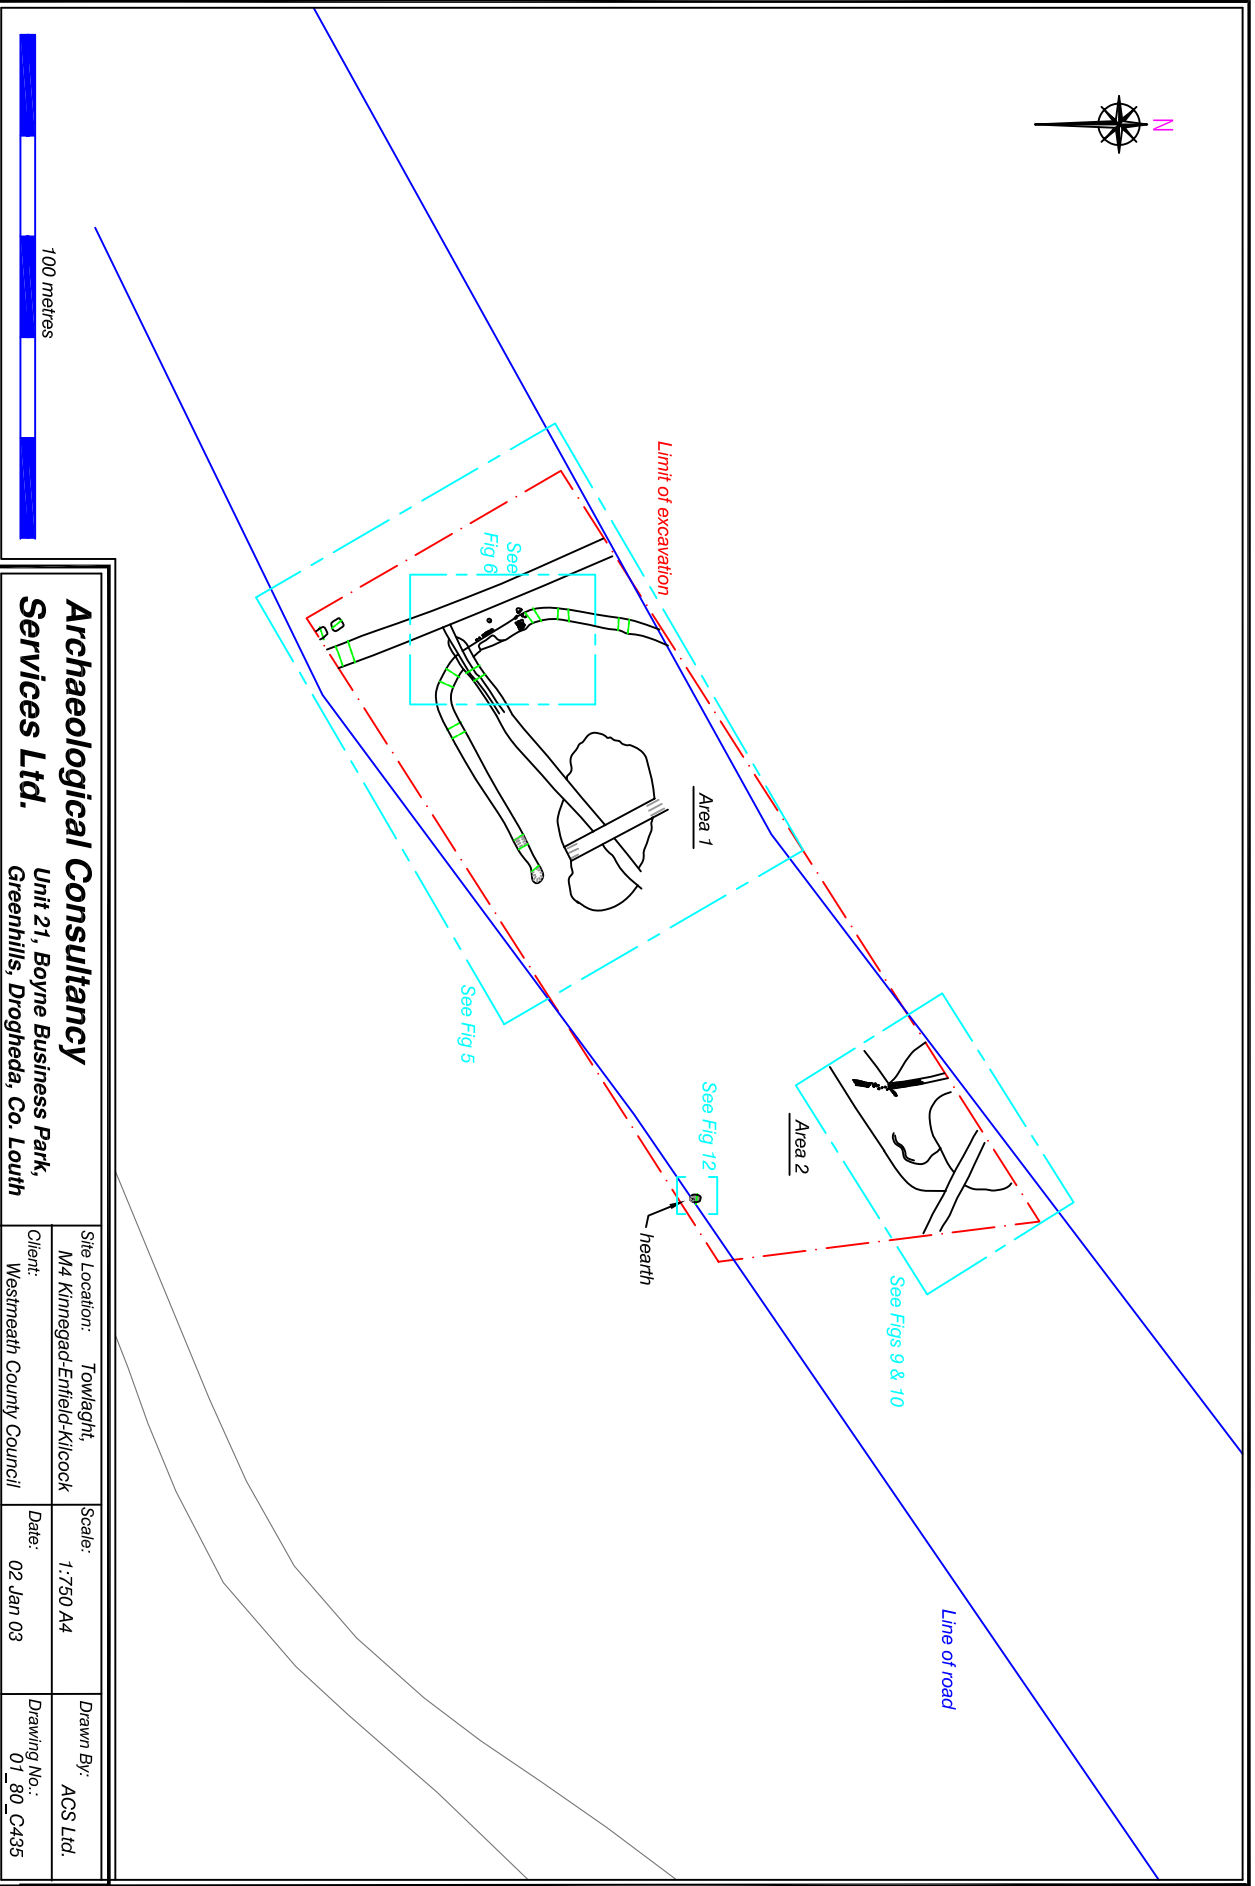 N
Limit of excavation
See
Fig 6
Area 1
See Fig 5
Area 2
See Figs 9 & 10
See Fig 12
hearth
Line of road
100 metres
Archaeological Consultancy
Services Ltd.
Unit 21, Boyne Business Park,
Greenhills, Drogheda, Co. Louth
Site Location: Towlaght,
M4 Kinnegad-Enfield-Kilcock
Client:
Westmeath County Council
Scale:
1:750 A4
Date:
02 Jan 03
Drawn By:
ACS Ltd.
Drawing No.:
01_80_C435